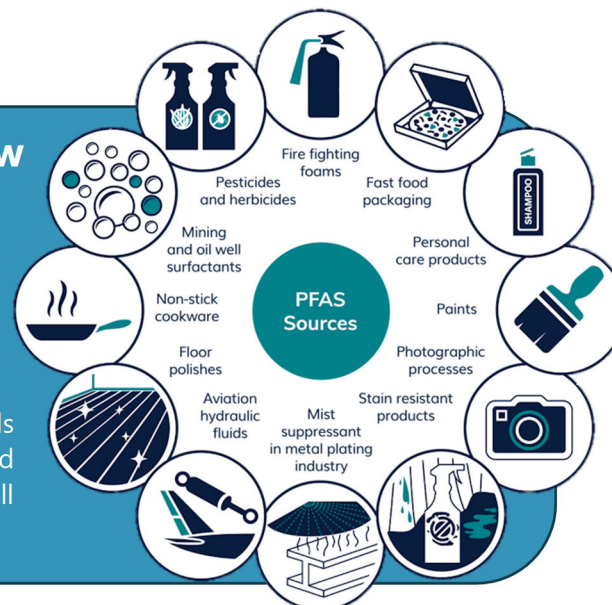 w
Fire fighting
foams
Pesticides
and herbicides
Fast food
packaging
SHAMPOO
Mining
and oil well
surfactants
Personal
care products
Non-stick
cookware
PFAS
Sources
Paints
Floor
polishes
Photographic
processes
Aviation
hydraulic
fluids
Mist
suppressant
in metal plating
industry
Stain resistant
products
ls
d
ll